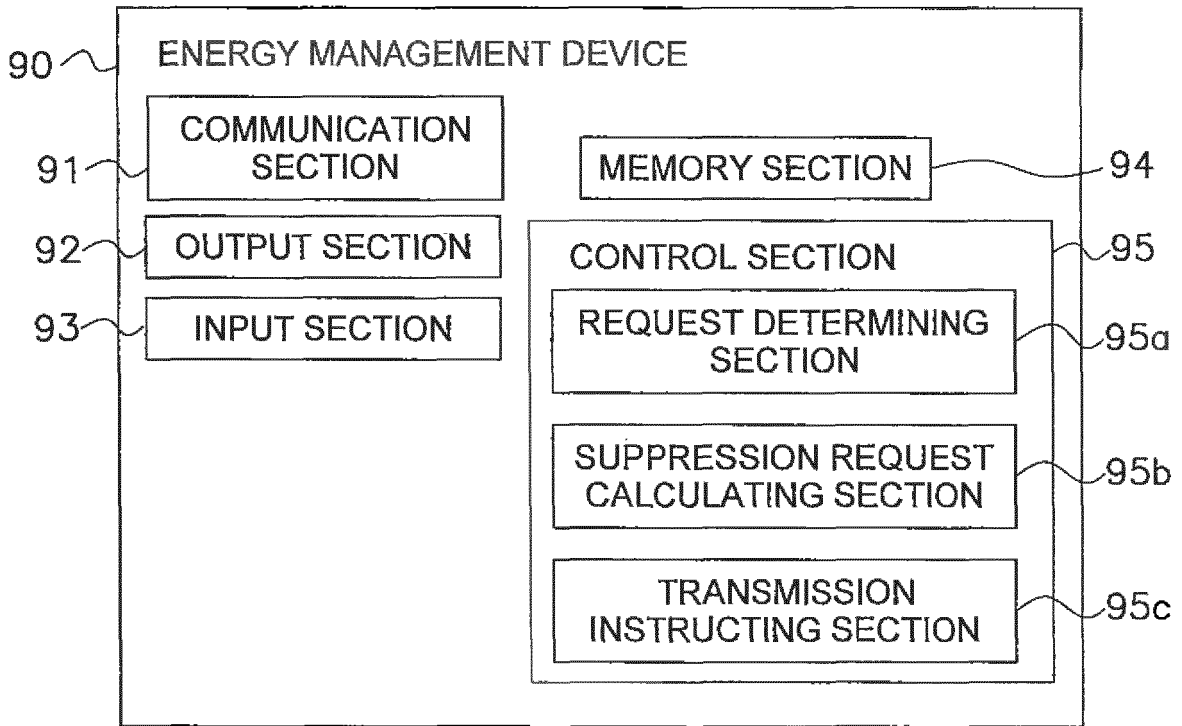 90
ENERGY MANAGEMENT DEVICE
COMMUNICATION
SECTION
91
MEMORY SECTION
94
92
OUTPUT SECTION
93
INPUT SECTION
CONTROL SECTION
95
REQUEST DETERMINING
SECTION
95a
SUPPRESSION REQUEST
CALCULATING SECTION
95b
TRANSMISSION
INSTRUCTING SECTION
95c